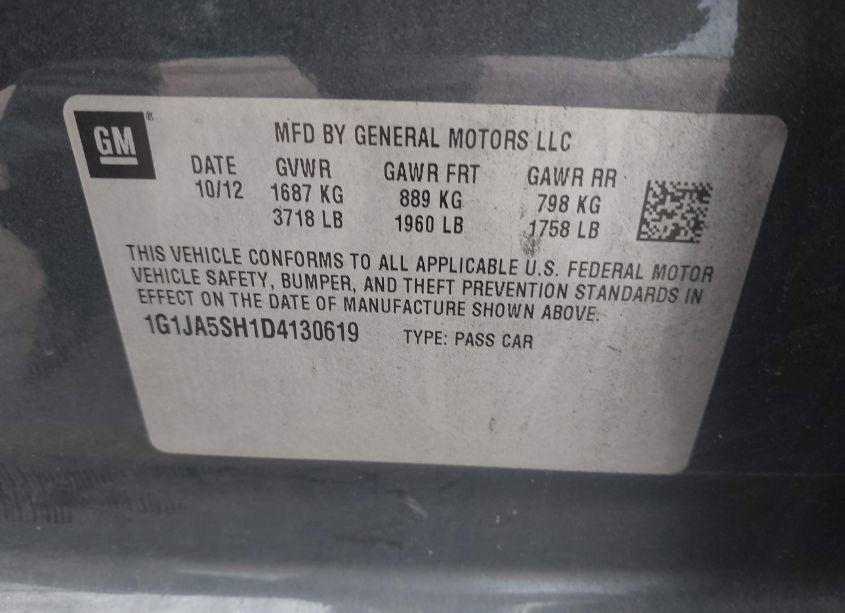 GM®
MFD BY GENERAL MOTORS LLC
DATE GVWR GAWR FRT GAWR RR
10/12 1687 KG 889 KG 798 KG
3718 LB 1960 LB 1758 LB
THIS VEHICLE CONFORMS TO ALL APPLICABLE U.S. FEDERAL MOTOR
VEHICLE SAFETY, BUMPER, AND THEFT PREVENTION STANDARDS IN
EFFECT ON THE DATE OF MANUFACTURE SHOWN ABOVE.
1G1JA5SH1D4130619 TYPE: PASS CAR